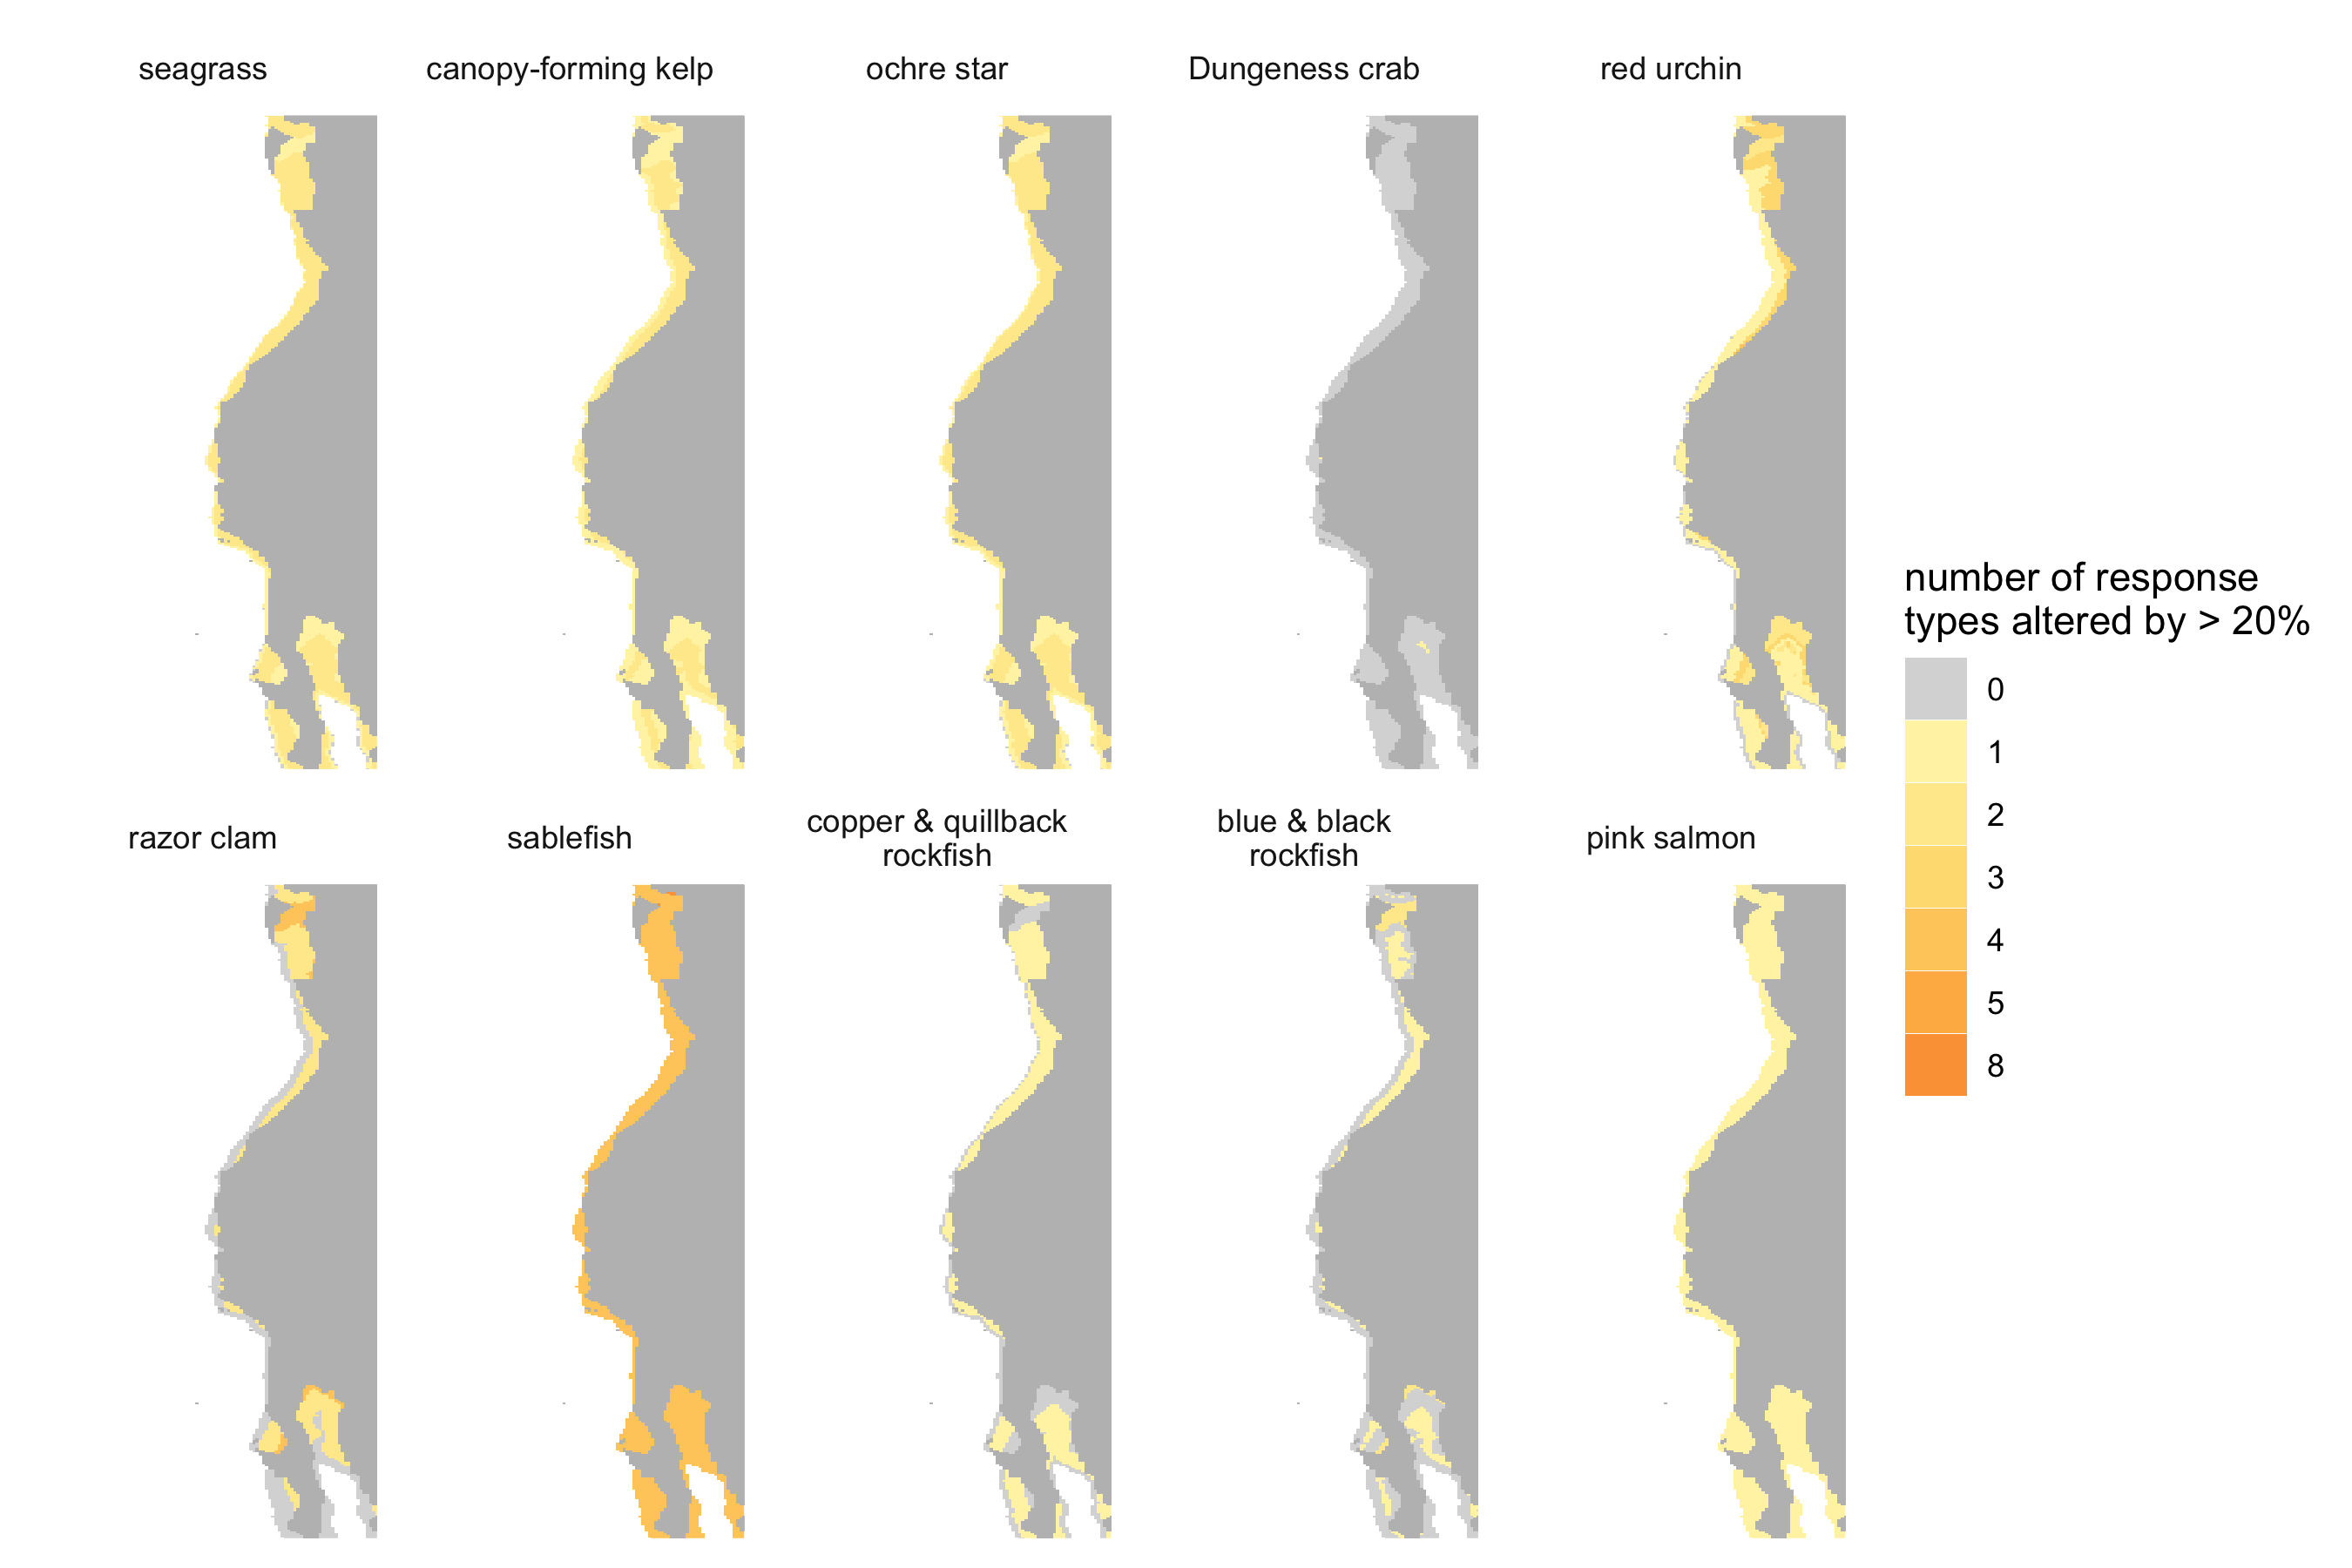 seagrass
canopy-forming kelp
ochre star
Dungeness crab
red urchin
razor clam
sablefish
copper & quillback
rockfish
blue & black
rockfish
pink salmon
number of response
types altered by > 20%
0
1
2
3
4
5
8